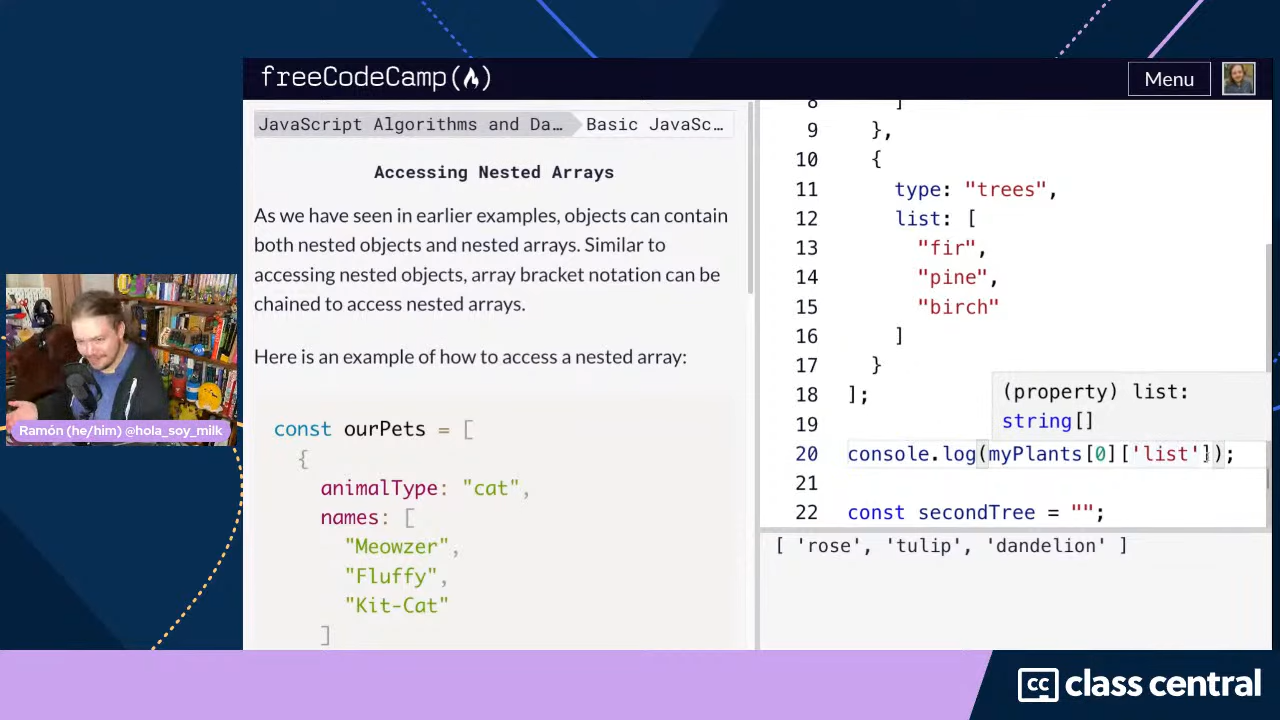 freeCodeCamp
Menu
JavaScript Algorithms and Da…
Basic JavaSc…
Accessing Nested Arrays
As we have seen in earlier examples, objects can contain
both nested objects and nested arrays. Similar to
accessing nested objects, array bracket notation can be
chained to access nested arrays.
Here is an example of how to access a nested array:
const ourPets = [
{
animalType: "cat",
names: [
"Meowzer",
"Fluffy",
"Kit-Cat"
]
8 ]
9 },
10 {
11 type: "trees",
12 list: [
13 "fir",
14 "pine",
15 "birch"
16 ]
17 }
18 ];
19
(property) list:
string[]
20 console.log(myPlants[0]['list']);
21
22 const secondTree = "";
[ 'rose', 'tulip', 'dandelion' ]
Ramón (he/him) @hola_soy_milk
cc class central